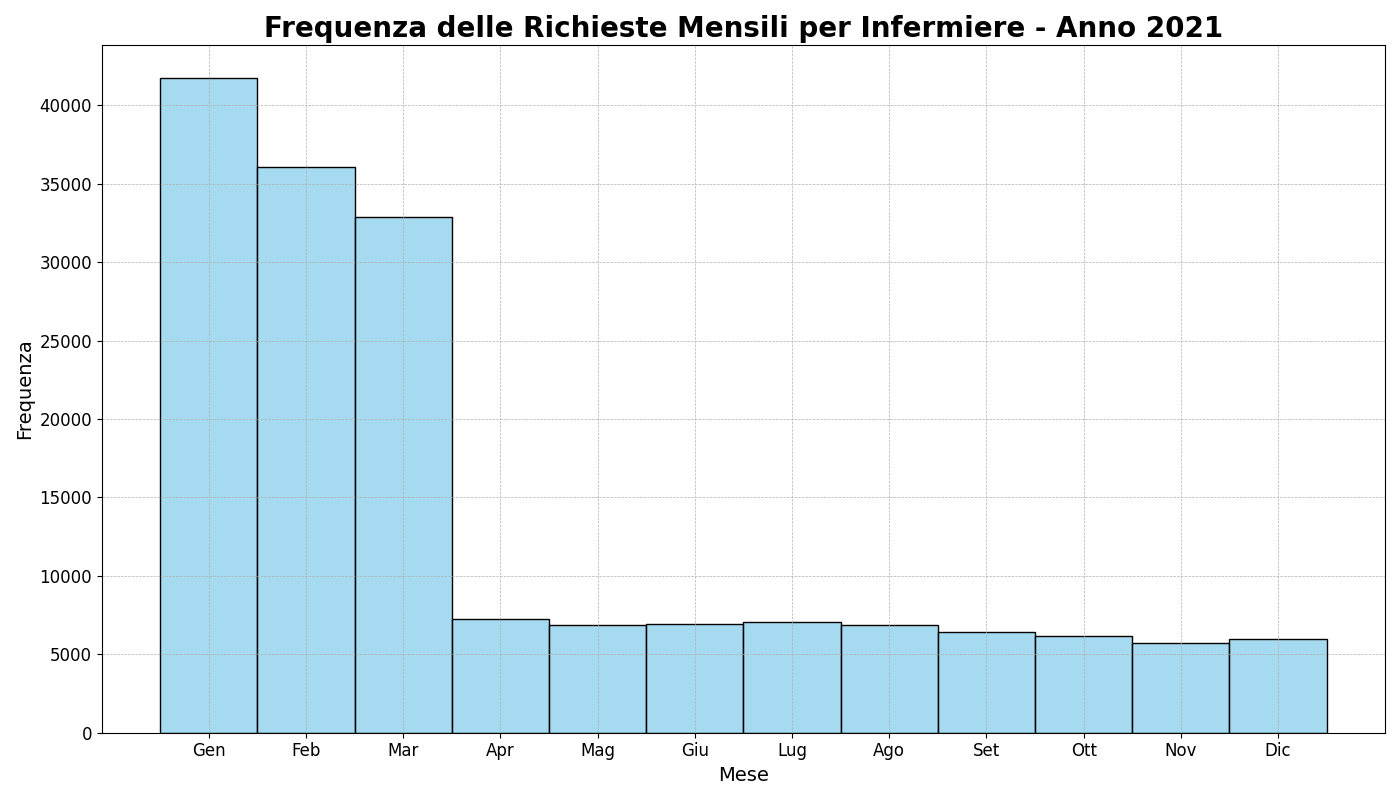 Frequenza delle Richieste Mensili per Infermiere - Anno 2021
Frequenza
40000
35000
30000
25000
20000
15000
10000
5000
0
Gen Feb Mar Apr Mag Giu Lug Ago Set Ott Nov Dic
Mese